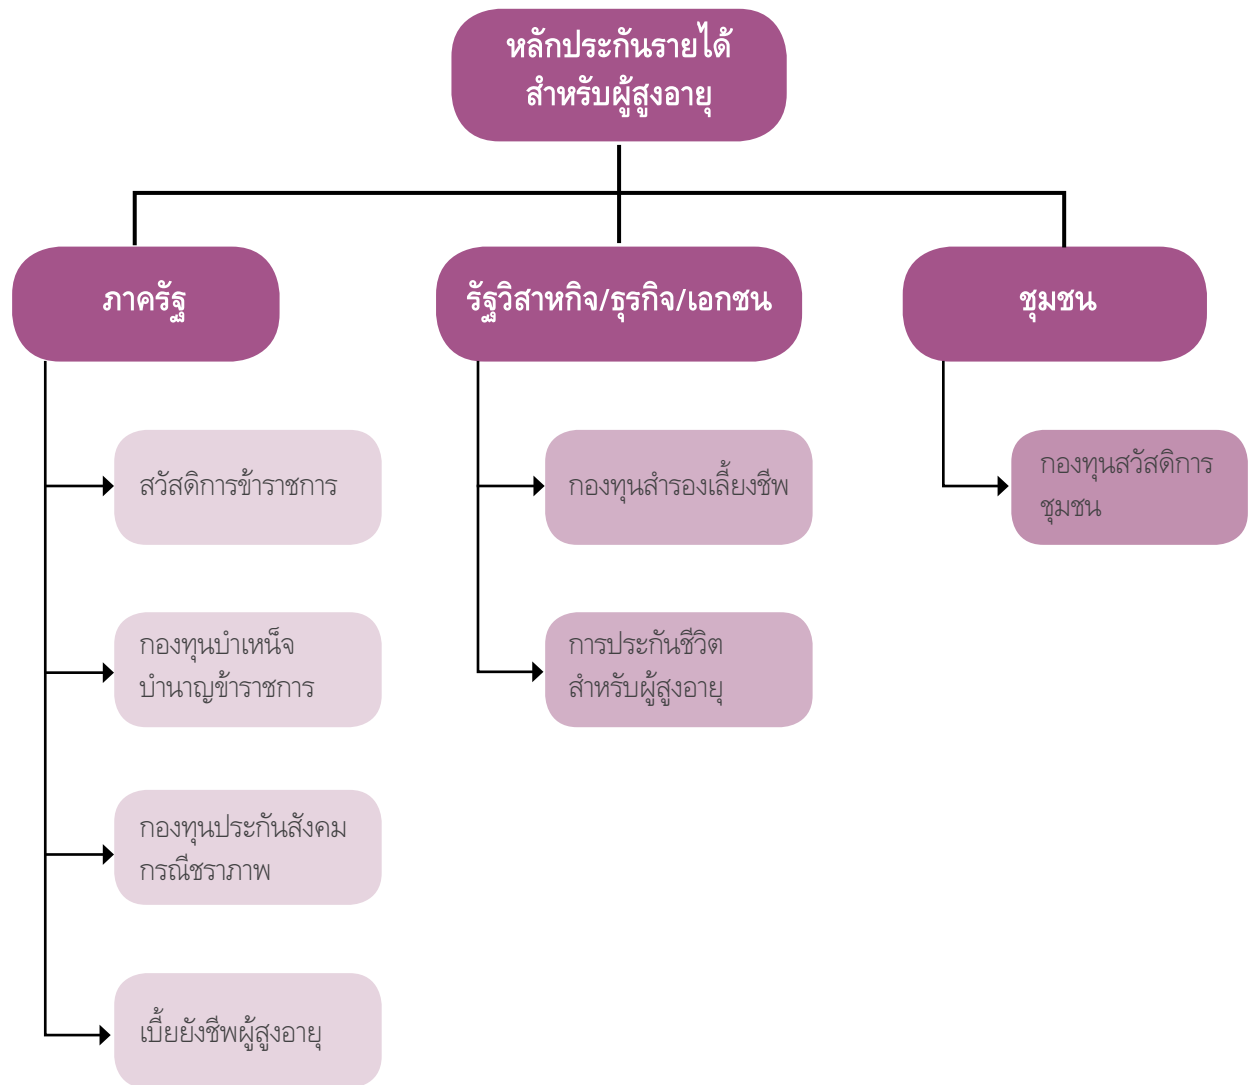 หลักประกันรายได้
สำหรับผู้สูงอายุ
ภาครัฐ
รัฐวิสาหกิจ/ธุรกิจ/เอกชน
ชุมชน
สวัสดิการข้าราชการ
กองทุนบำเหน็จ
บำนาญข้าราชการ
กองทุนประกันสังคม
กรณีชราภาพ
เบี้ยยังชีพผู้สูงอายุ
กองทุนสำรองเลี้ยงชีพ
การประกันชีวิต
สำหรับผู้สูงอายุ
กองทุนสวัสดิการ
ชุมชน